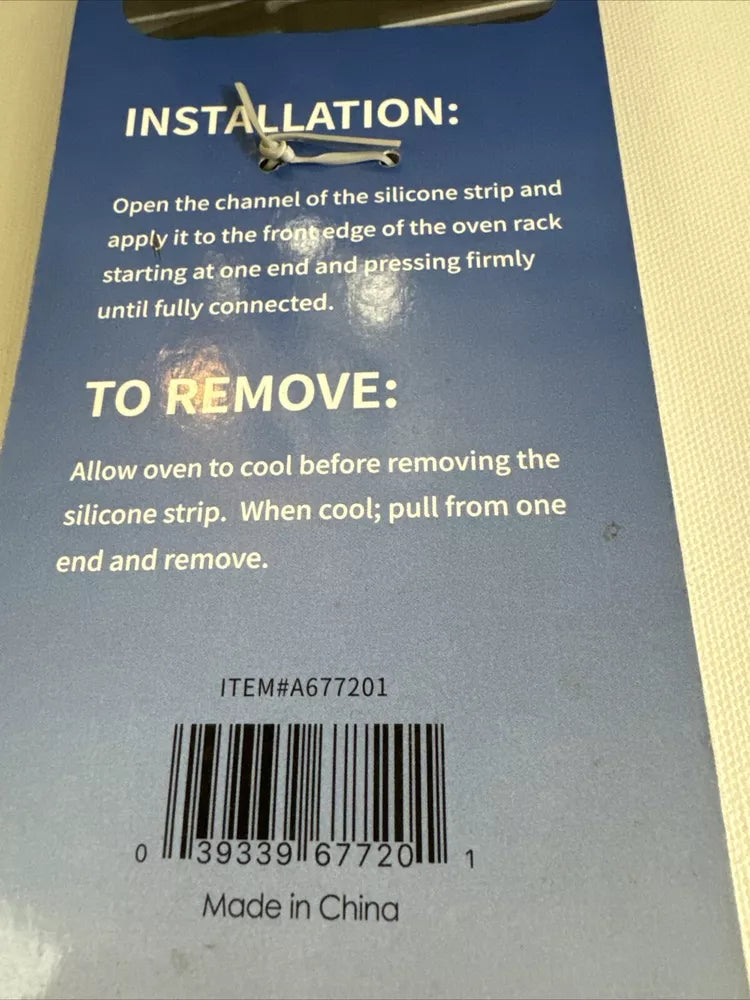 INSTALLATION:
Open the channel of the silicone strip and
apply it to the front edge of the oven rack
starting at one end and pressing firmly
until fully connected.
TO REMOVE:
Allow oven to cool before removing the
silicone strip. When cool; pull from one
end and remove.
ITEM#A677201
0 39339 67720 1
Made in China